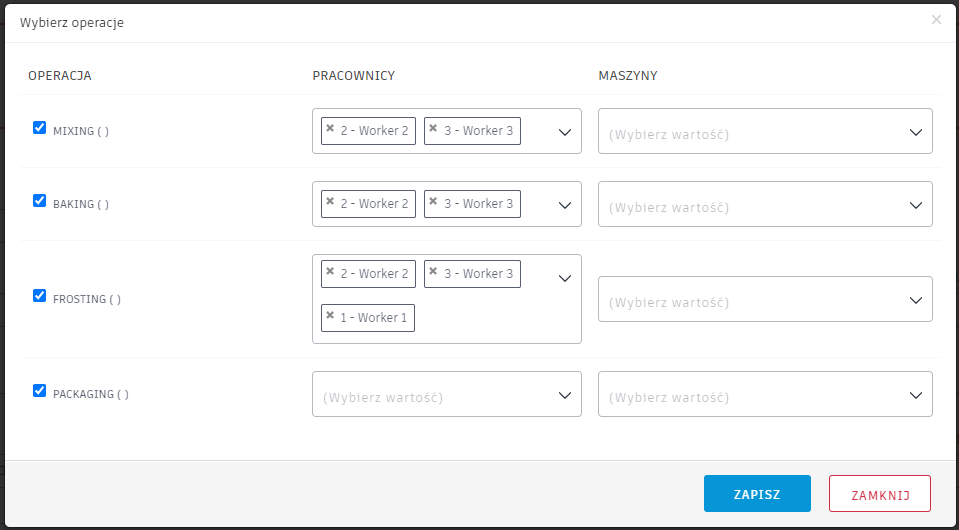 Wybierz operacje
OPERACJA PRACOWNICY MASZYNY
MIXING ( ) × 2 - Worker 2 × 3 - Worker 3 (Wybierz wartość)
BAKING ( ) × 2 - Worker 2 × 3 - Worker 3 (Wybierz wartość)
FROSTING ( ) × 2 - Worker 2 × 3 - Worker 3 (Wybierz wartość)
× 1 - Worker 1
PACKAGING ( ) (Wybierz wartość) (Wybierz wartość)
ZAPISZ ZAMKNIJ